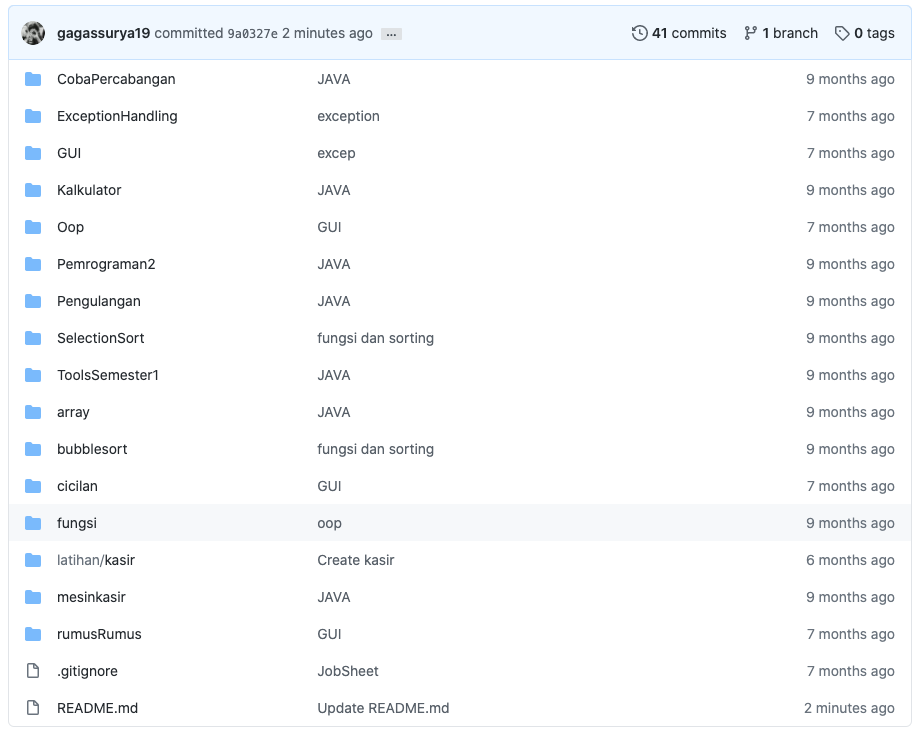 gagassurya19 committed 9a0327e 2 minutes ago ... 41 commits 1 branch 0 tags
CobaPercabangan JAVA 9 months ago
ExceptionHandling exception 7 months ago
GUI excep 7 months ago
Kalkulator JAVA 9 months ago
Oop GUI 7 months ago
Pemrograman2 JAVA 9 months ago
Pengulangan JAVA 9 months ago
SelectionSort fungsi dan sorting 9 months ago
ToolsSemester1 JAVA 9 months ago
array JAVA 9 months ago
bubblesort fungsi dan sorting 9 months ago
cicilan GUI 7 months ago
fungsi oop 9 months ago
latihan/kasir Create kasir 6 months ago
mesinkasir JAVA 9 months ago
rumusRumus GUI 7 months ago
.gitignore JobSheet 7 months ago
README.md Update README.md 2 minutes ago